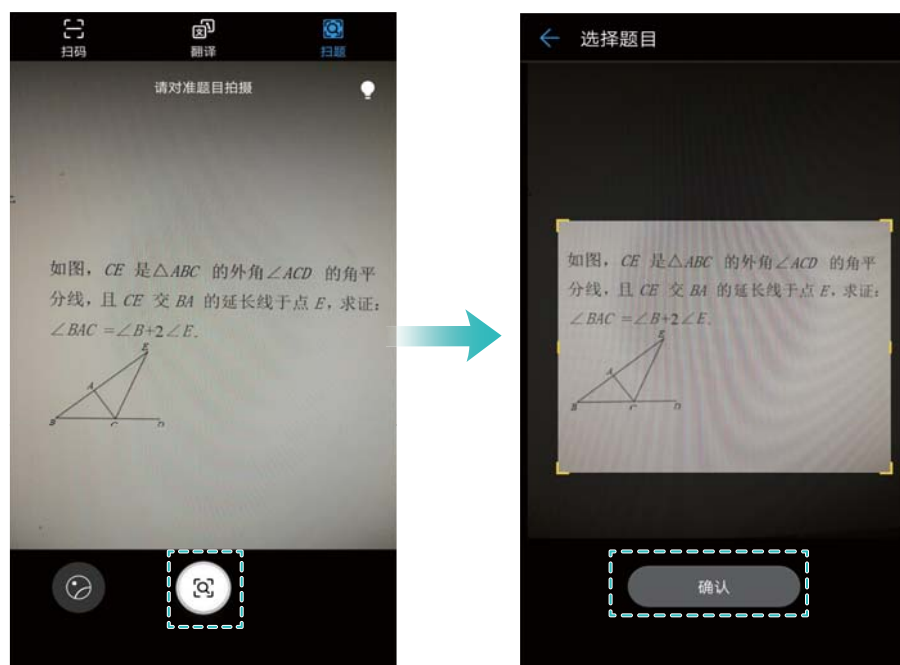 扫码
翻译
扫题
请对准题目拍摄
如图，CE 是△ABC 的外角∠ACD 的角平
分线，且 CE 交 BA 的延长线于点 E，求证：
∠BAC =∠B+2∠E.
E
A
B C D
选择题目
如图，CE 是△ABC 的外角∠ACD 的角平
分线，且 CE 交 BA 的延长线于点 E，求证：
∠BAC =∠B+2∠E.
E
A
B C D
确认